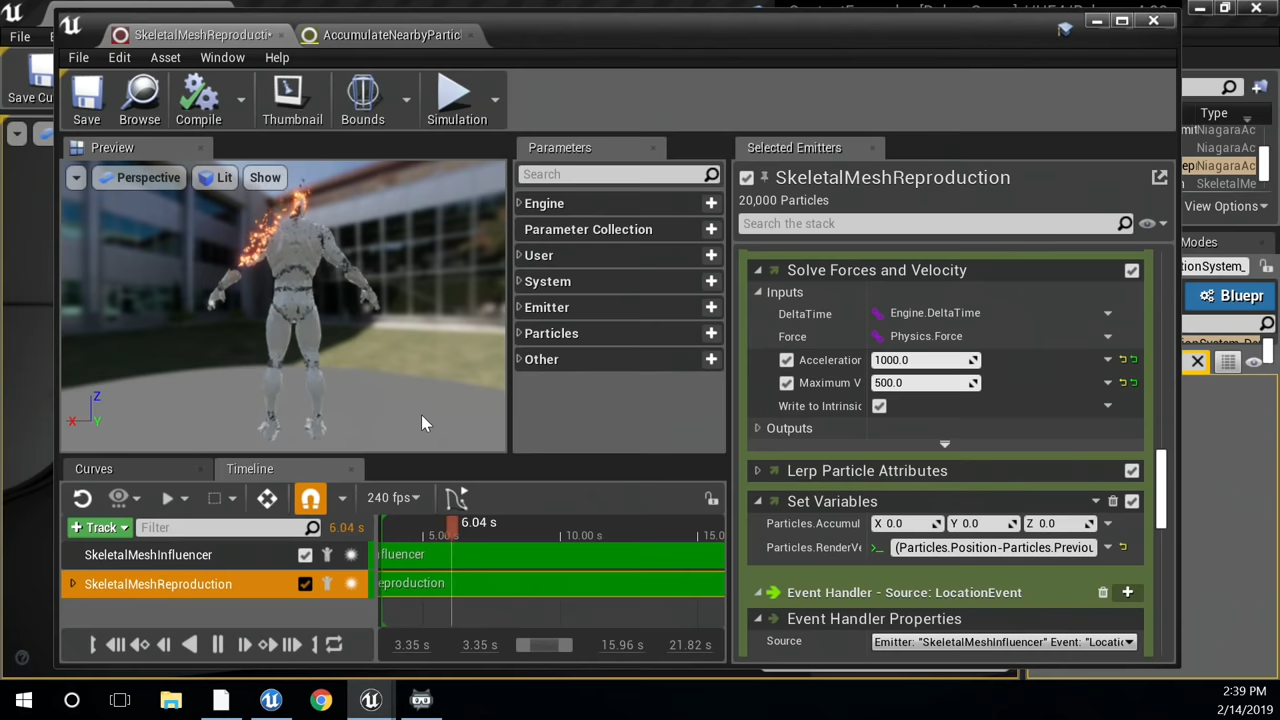 SkeletalMeshReproducti*
AccumulateNearbyPartic
File
File Edit Asset Window Help
Save Cu
Save
Browse
Compile
Thumbnail
Bounds
Simulation
Type
NiagaraAc
NiagaraAc
NiagaraAc
SkeletalMe
View Options
Modes
Bluepr
Preview
Perspective
Lit
Show
Z
X
Y
Parameters
Search
Engine
Parameter Collection
User
System
Emitter
Particles
Other
Selected Emitters
SkeletalMeshReproduction
20,000 Particles
Search the stack
Solve Forces and Velocity
Inputs
DeltaTime Engine.DeltaTime
Force Physics.Force
Acceleration 1000.0
Maximum V 500.0
Write to Intrinsic
Outputs
Lerp Particle Attributes
Set Variables
Particles.Accumul X 0.0 Y 0.0 Z 0.0
Particles.RenderVe (Particles.Position-Particles.Previou
Event Handler - Source: LocationEvent
Event Handler Properties
Source Emitter: "SkeletalMeshInfluencer" Event: "Locatic
Curves
Timeline
240 fps
Track
Filter
6.04 s
6.04 s
5.00s
10.00 s
15.0
SkeletalMeshInfluencer
fluencer
SkeletalMeshReproduction
eproduction
3.35 s
3.35 s
15.96 s
21.82 s
2:39 PM
2/14/2019